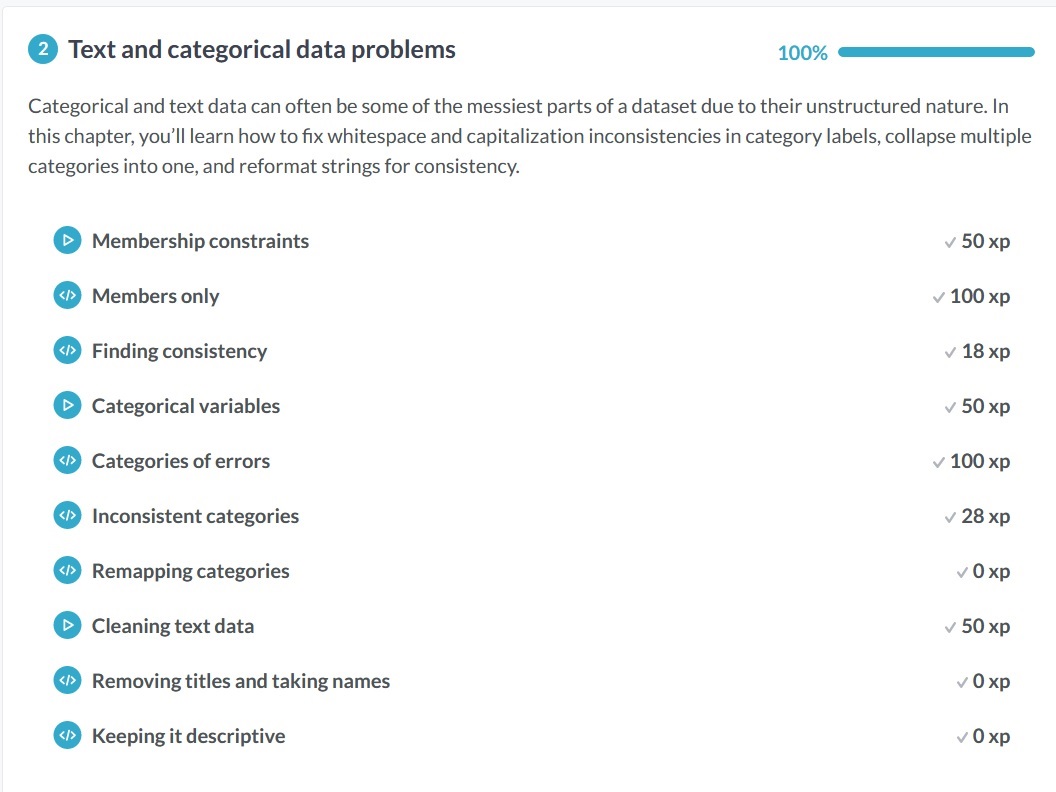 2 Text and categorical data problems 100%
Categorical and text data can often be some of the messiest parts of a dataset due to their unstructured nature. In
this chapter, you’ll learn how to fix whitespace and capitalization inconsistencies in category labels, collapse multiple
categories into one, and reformat strings for consistency.
Membership constraints 50 xp
Members only 100 xp
Finding consistency 18 xp
Categorical variables 50 xp
Categories of errors 100 xp
Inconsistent categories 28 xp
Remapping categories 0 xp
Cleaning text data 50 xp
Removing titles and taking names 0 xp
Keeping it descriptive 0 xp